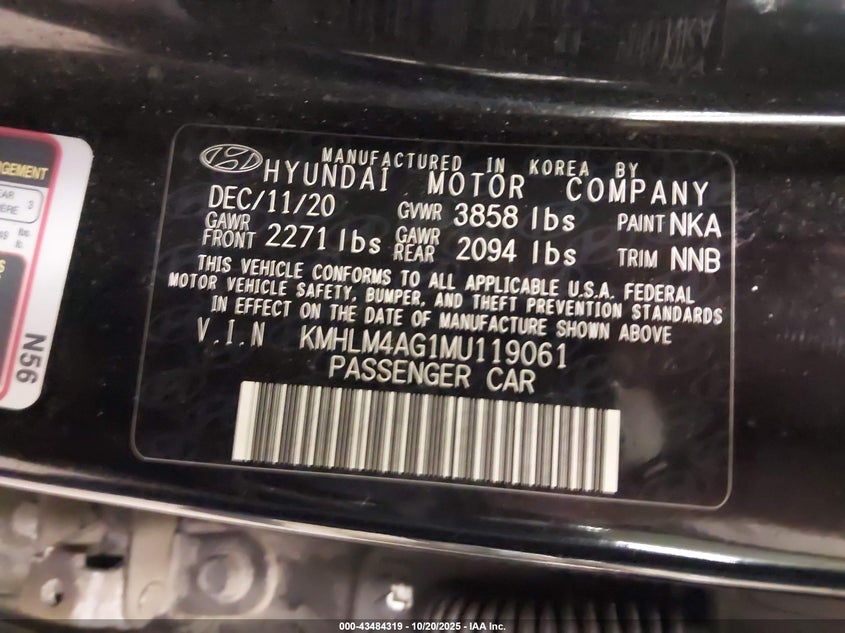 MANUFACTURED IN KOREA BY
HYUNDAI MOTOR COMPANY
DEC/11/20 GVWR 3858 lbs PAINT NKA
GAWR FRONT 2271 lbs GAWR REAR 2094 lbs TRIM NNB
THIS VEHICLE CONFORMS TO ALL APPLICABLE U.S.A. FEDERAL
MOTOR VEHICLE SAFETY, BUMPER, AND THEFT PREVENTION STANDARDS
IN EFFECT ON THE DATE OF MANUFACTURE SHOWN ABOVE
V.I.N KMHLM4AG1MU119061
PASSENGER CAR
3
N56
000-43484319 - 10/20/2025 - IAA Inc.